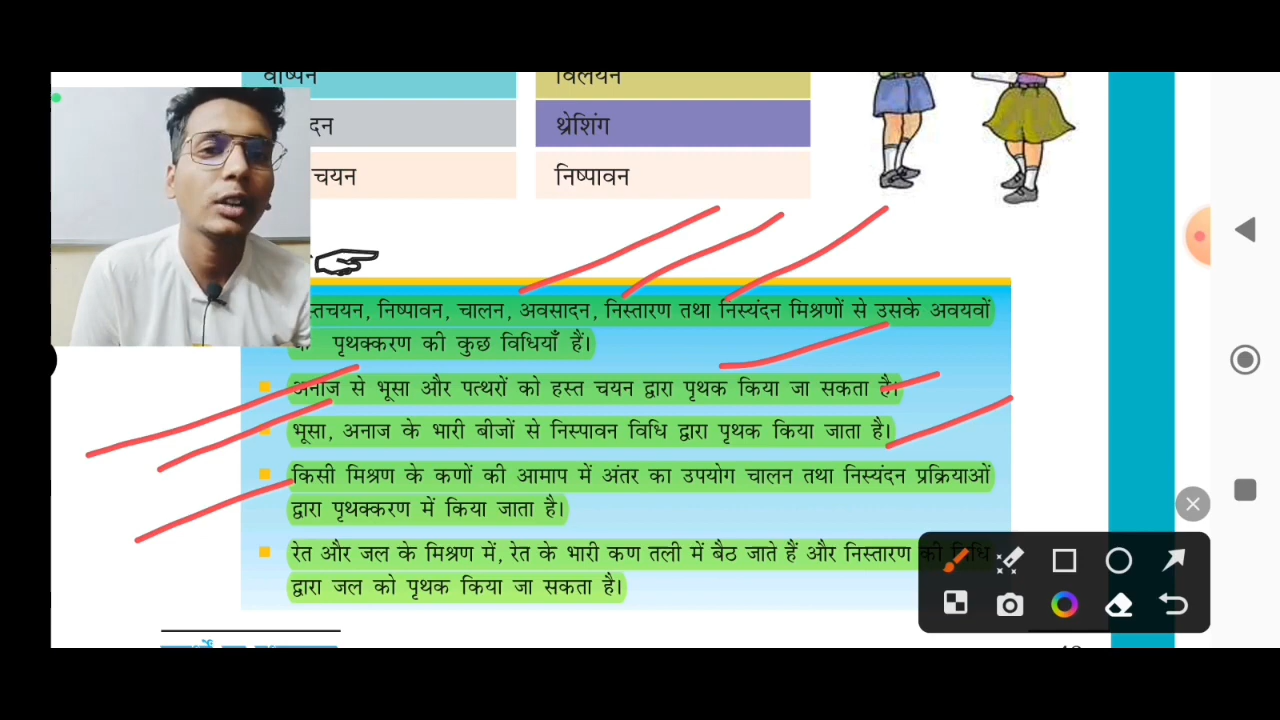 वाष्पन
विलयन
दन
थ्रेशिंग
चयन
निष्पावन
स्तचयन, निष्पावन, चालन, अवसादन, निस्तारण तथा निस्यंदन मिश्रणों से उसके अवयवों
पृथक्करण की कुछ विधियाँ हैं।
अनाज से भूसा और पत्थरों को हस्त चयन द्वारा पृथक किया जा सकता है।
भूसा, अनाज के भारी बीजों से निस्पावन विधि द्वारा पृथक किया जाता है।
किसी मिश्रण के कणों की आमाप में अंतर का उपयोग चालन तथा निस्यंदन प्रक्रियाओं
द्वारा पृथक्करण में किया जाता है।
रेत और जल के मिश्रण में, रेत के भारी कण तली में बैठ जाते हैं और निस्तारण की विधि
द्वारा जल को पृथक किया जा सकता है।